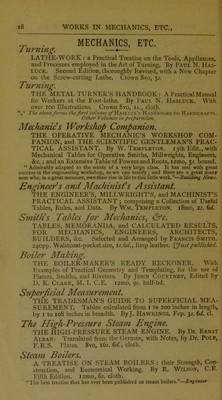 28 WORKS IN MECHANICS, ETC.,
MECHANICS, ETC.
Turning.
LATHE-WORK : a Practical Treatise on the Tools, Appliances,
and Processes employed in the Art of Turning. By PAUL N. HAS-
LUCK. Second Edition, thoroughly Revised, with a New Chapter
on the Screw-cutting Lathe. Crown 8vo, 5s.
Turning.
THE METAL TURNER'S HANDBOOK : A Practical Manual
for Workers at the Foot-lathe. By PAUL N. HASLUCK. With
over 100 Illustrations. Crown 8vo, 1s., cloth.
*** The above forms the first volume of HASLUCK'S HANDBOOKS ON HANDICRAFTS.
Other Volumes in preparation.
Mechanic's Workshop Companion.
THE OPERATIVE MECHANIC'S WORKSHOP COM-
PANION, and THE SCIENTIFIC GENTLEMAN'S PRAC-
TICAL ASSISTANT. By W. TEMPLETON. 13th Edit., with
Mechanical Tables for Operative Smiths, Millwrights, Engineers,
&c. ; and an Extensive Table of Powers and Roots, 12mo, 5s. bound.
" Admirably adapted to the wants of a very large class. It has met with great
success in the engineering workshop, as we can testify ; and there are a great many
men who, in a great measure, owe their rise in life to this little work."—Building News.
Engineer's and Machinist's Assistant.
THE ENGINEER'S, MILLWRIGHT'S, and MACHINIST'S
PRACTICAL ASSISTANT ; comprising a Collection of Useful
Tables, Rules, and Data. By WM. TEMPLETON. 18mo, 2s. 6d.
Smith's Tables for Mechanics, &c.
TABLES, MEMORANDA, and CALCULATED RESULTS,
FOR MECHANICS, ENGINEERS, ARCHITECTS,
BUILDERS, &c. Selected and Arranged by FRANCIS SMITH.
240 pp. Waistcoat-pocket size, 1s. 6d., limp leather. [Just published.
Boiler Making.
THE BOILER-MAKER'S READY RECKONER. With
Examples of Practical Geometry and Templating, for the use of
Platers, Smiths, and Riveters. By JOHN COURTNEY, Edited by
D. K. CLARK, M. I. C.E. 12mo, 9s. half-bd.
Superficial Measurement.
THE TRADESMAN'S GUIDE TO SUPERFICIAL MEA-
SUREMENT. Tables calculated from 1 to 200 inches in length,
by 1 to 108 inches in breadth. By J. HAWKINGS. Fcp. 3s. 6d. cl.
The High-Pressure Steam Engine.
THE HIGH-PRESSURE STEAM ENGINE. By Dr. ERNST
ALBAN. Translated from the German, with Notes, by Dr. POLE,
F.R.S. Plates. 8vo, 16s. 6d., cloth.
Steam Boilers.
A TREATISE ON STEAM BOILERS : their Strength, Con-
struction, and Economical Working. By R. WILSON, C.E.
Fifth Edition. 12mo, 6s. cloth.
"The best treatise that has ever been published on steam boilers."—Engineer